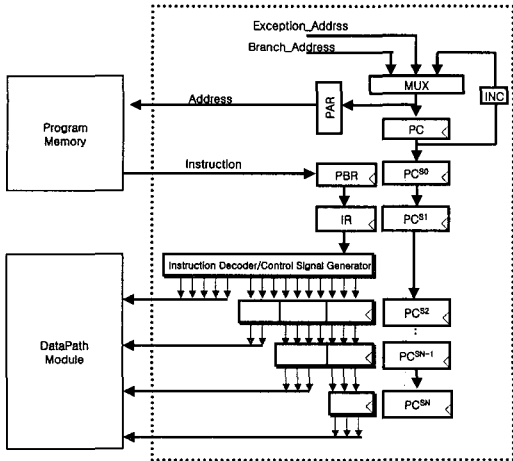 Exception_Addrss
Branch_Address
MUX
INC
Address
PAR
PC
Program
Memory
Instruction
PBR
PC^S0
IR
PC^S1
Instruction Decoder/Control Signal Generator
PC^S2
:
DataPath
Module
PC^SN-1
PC^SN